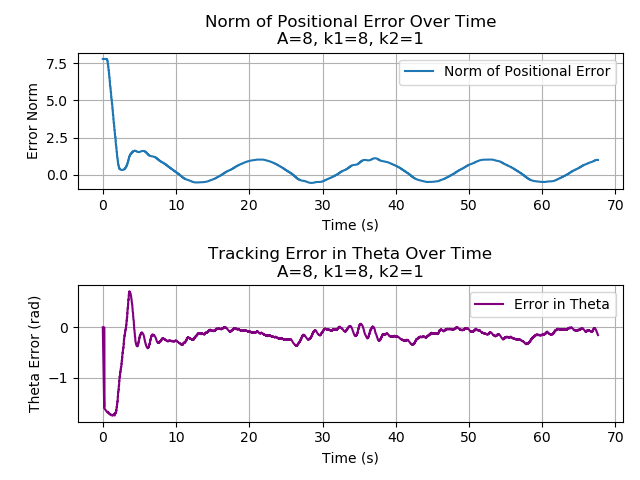 Norm of Positional Error Over Time
A=8, k1=8, k2=1
Norm of Positional Error
Error Norm
7.5
5.0
2.5
0.0
0 10 20 30 40 50 60 70
Time (s)
Tracking Error in Theta Over Time
A=8, k1=8, k2=1
Error in Theta
Theta Error (rad)
0
−1
0 10 20 30 40 50 60 70
Time (s)